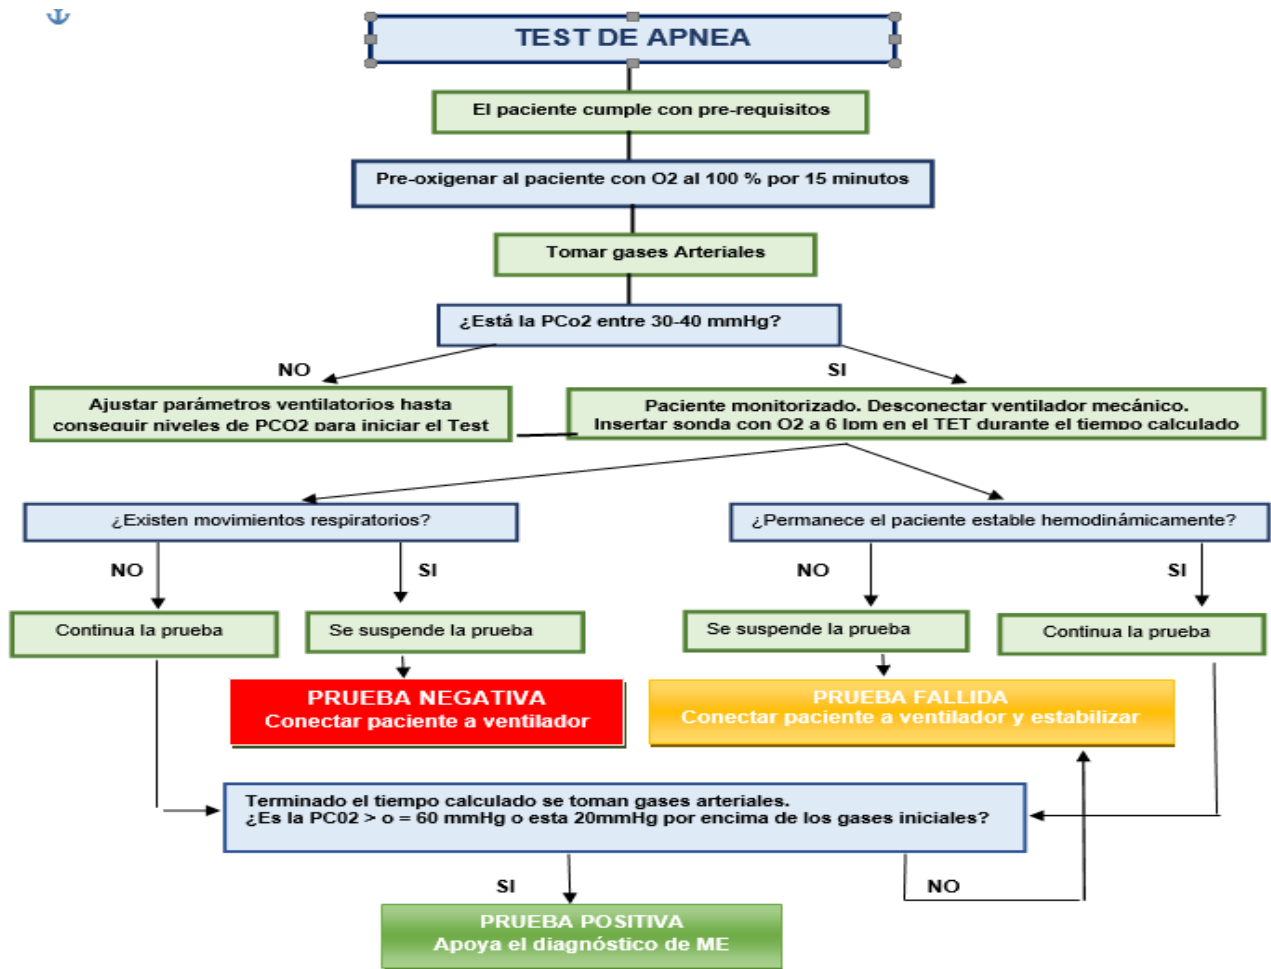 TEST DE APNEA
El paciente cumple con pre-requisitos
Pre-oxigenar al paciente con O2 al 100 % por 15 minutos
Tomar gases Arteriales
¿Está la PCo2 entre 30-40 mmHg?
NO
SI
Ajustar parámetros ventilatorios hasta
conseguir niveles de PCO2 para iniciar el Test
Paciente monitorizado. Desconectar ventilador mecánico.
Insertar sonda con O2 a 6 lpm en el TET durante el tiempo calculado
¿Existen movimientos respiratorios?
¿Permanece el paciente estable hemodinámicamente?
NO
SI
NO
SI
Continua la prueba
Se suspende la prueba
Se suspende la prueba
Continua la prueba
PRUEBA NEGATIVA
Conectar paciente a ventilador
PRUEBA FALLIDA
Conectar paciente a ventilador y estabilizar
Terminado el tiempo calculado se toman gases arteriales.
¿Es la PC02 > o = 60 mmHg o esta 20mmHg por encima de los gases iniciales?
SI
NO
PRUEBA POSITIVA
Apoya el diagnóstico de ME